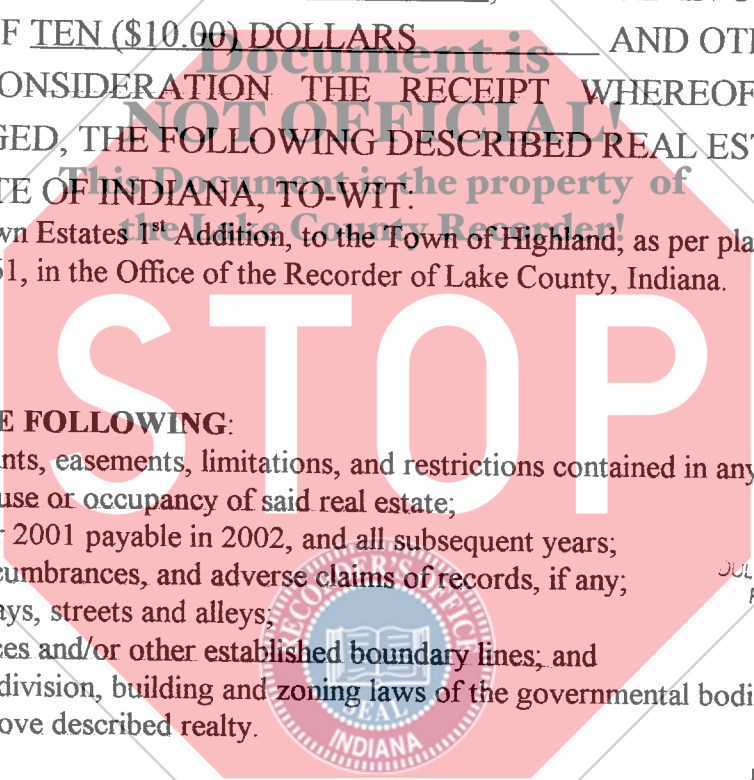 F TEN ($10.00) DOLLARS AND OTH
Document is
ONSIDERATION THE RECEIPT WHEREOF
NOT OFFICIAL!
GED, THE FOLLOWING DESCRIBED REAL EST
This Document is the property of
TE OF INDIANA, TO-WIT:
the Lake County Recorder!
wn Estates 1st Addition, to the Town of Highland, as per pla
51, in the Office of the Recorder of Lake County, Indiana.
STOP
E FOLLOWING:
nts, easements, limitations, and restrictions contained in any
use or occupancy of said real estate;
2001 payable in 2002, and all subsequent years;
cumbrances, and adverse claims of records, if any;
JUL
ays, streets and alleys;
ces and/or other established boundary lines; and
division, building and zoning laws of the governmental bodi
ove described realty.
RECORDER'S OFFICE
SEAL
INDIANA